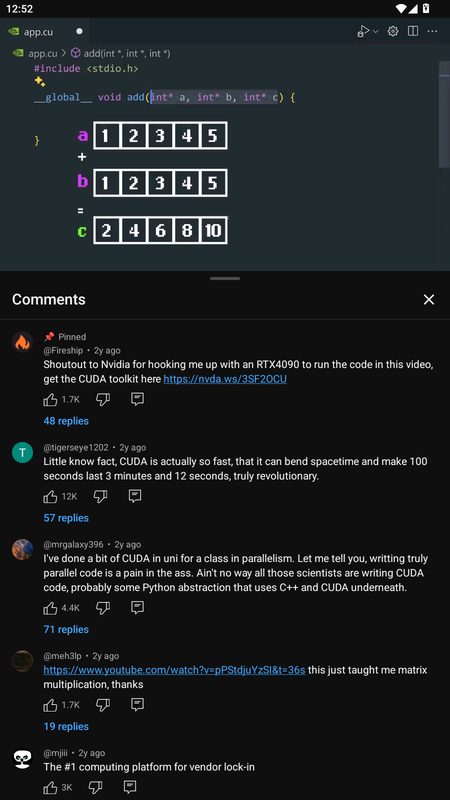 12:52
app.cu
app.cu > add(int *, int *, int *)
#include <stdio.h>
__global__ void add(int* a, int* b, int* c) {
}
a 1 2 3 4 5
+
b 1 2 3 4 5
=
c 2 4 6 8 10
Comments
Pinned
@Fireship • 2y ago
Shoutout to Nvidia for hooking me up with an RTX4090 to run the code in this video,
get the CUDA toolkit here https://nvda.ws/3SF2OCU
1.7K
48 replies
T
@tigerseye1202 • 2y ago
Little know fact, CUDA is actually so fast, that it can bend spacetime and make 100
seconds last 3 minutes and 12 seconds, truly revolutionary.
12K
57 replies
@mrgalaxy396 • 2y ago
I've done a bit of CUDA in uni for a class in parallelism. Let me tell you, writting truly
parallel code is a pain in the ass. Ain't no way all those scientists are writing CUDA
code, probably some Python abstraction that uses C++ and CUDA underneath.
4.4K
71 replies
@meh3lp • 2y ago
https://www.youtube.com/watch?v=pPStdjuYzSI&t=36s this just taught me matrix
multiplication, thanks
1.7K
19 replies
@mjiii • 2y ago
The #1 computing platform for vendor lock-in
3K